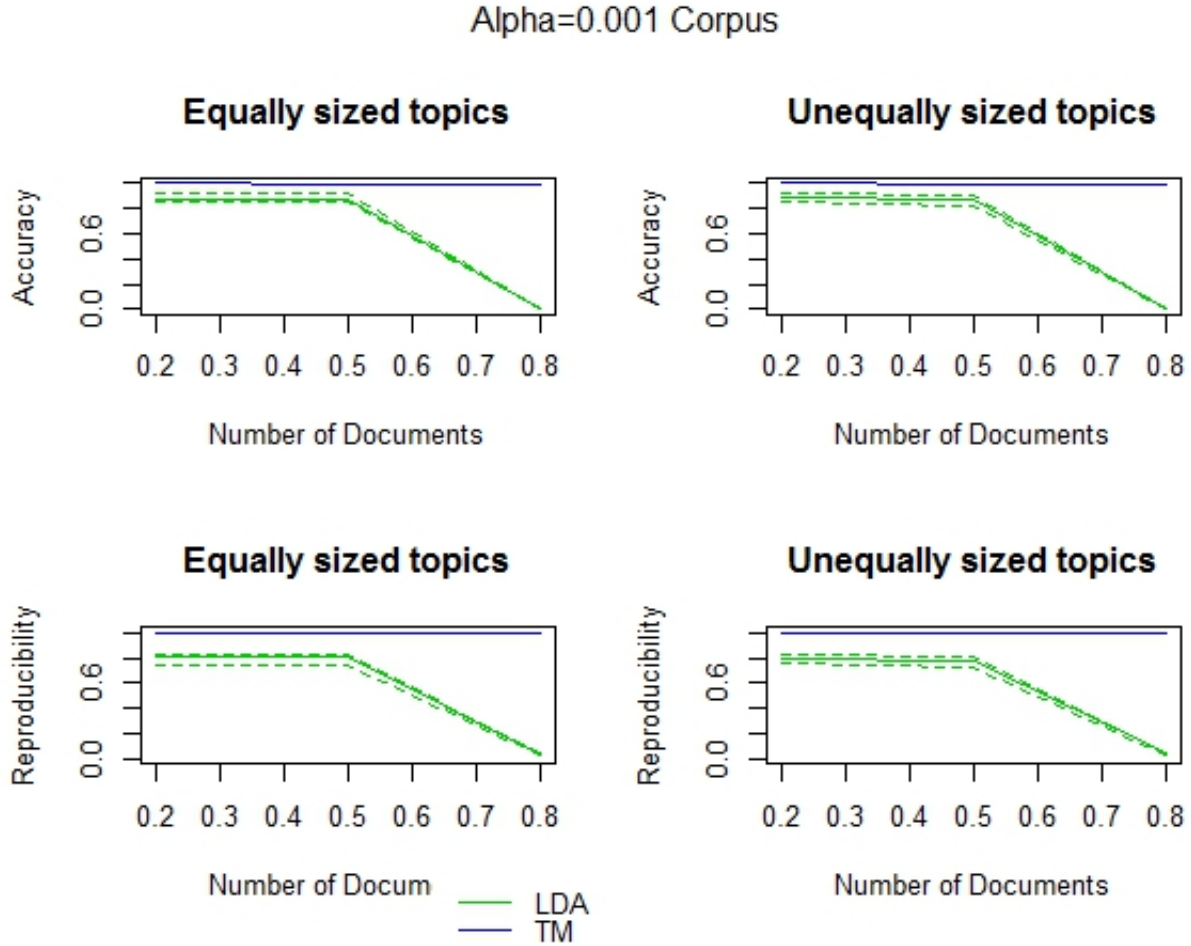 Alpha=0.001 Corpus
Equally sized topics
Accuracy
0.6
0.0
0.2 0.3 0.4 0.5 0.6 0.7 0.8
Number of Documents
Unequally sized topics
Accuracy
0.6
0.0
0.2 0.3 0.4 0.5 0.6 0.7 0.8
Number of Documents
Equally sized topics
Reproducibility
0.6
0.0
0.2 0.3 0.4 0.5 0.6 0.7 0.8
Number of Docum
Unequally sized topics
Reproducibility
0.6
0.0
0.2 0.3 0.4 0.5 0.6 0.7 0.8
Number of Documents
LDA
TM